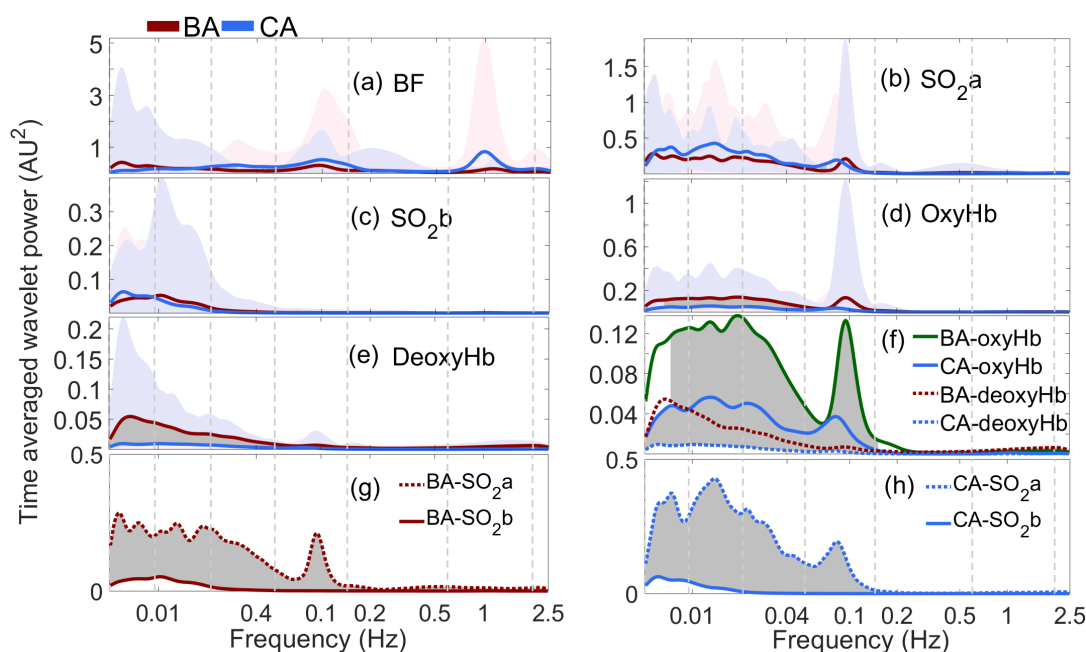 BA CA
Time averaged wavelet power (AU²)
5
3
1
(a) BF
1.5
1
0.5
(b) SO₂a
0.3
0.2
0.1
(c) SO₂b
1
0.6
0.2
(d) OxyHb
0.2
0.15
0.1
0.05
(e) DeoxyHb
0.12
0.08
0.04
(f)
BA-oxyHb
CA-oxyHb
BA-deoxyHb
CA-deoxyHb
0.5
0
(g)
BA-SO₂a
BA-SO₂b
0.5
0
(h)
CA-SO₂a
CA-SO₂b
0.01 0.4 0.1 0.2 0.5 1 2.5
Frequency (Hz)
0.01 0.04 0.1 0.2 1 2.5
Frequency (Hz)